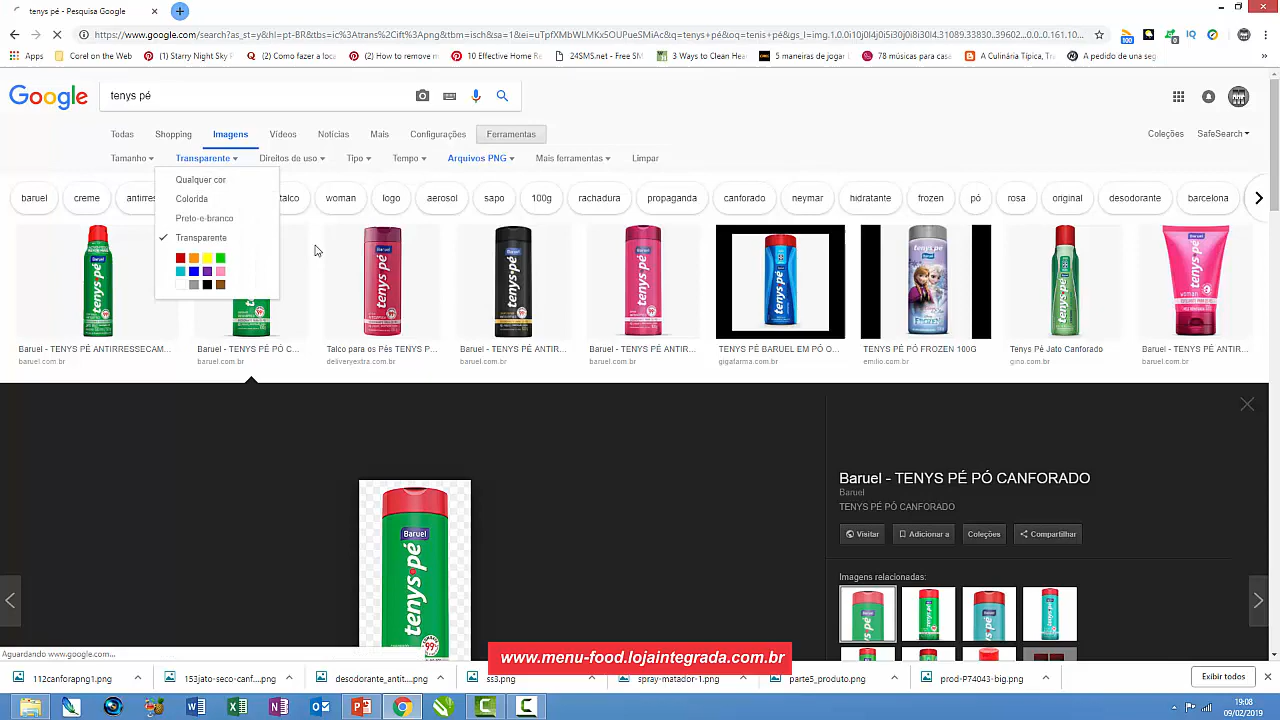 tenys pé - Pesquisa Google
https://www.google.com/search?as_st=y&hl=pt-BR&tbs=ic%3Atrans%2Cift%3Apng&tbm=isch&sa=1&ei=uTpfXMbWLMKx5OUPueSMiAc&q=tenys+pé&oq=tenis+pé&gs_l=img.1.0.0i10j0l4j0i5i30j0i8i30l4.31089.33830..39602...0.0..0.161.10...
Apps
Corel on the Web
(1) Starry Night Sky
(2) Como fazer a loca
(2) How to remove m
10 Effective Home
24SMS.net - Free SM
3 Ways to Clean Hea
5 maneiras de jogar l
78 músicas para case
A Culinária Típica, Tra
A pedido de una seg
Google
tenys pé
Todas
Shopping
Imagens
Vídeos
Notícias
Mais
Configurações
Ferramentas
Coleções
SafeSearch
Tamanho
Transparente
Direitos de uso
Tipo
Tempo
Arquivos PNG
Mais ferramentas
Limpar
Qualquer cor
Colorida
Preto-e-branco
Transparente
baruel
creme
antires
talco
woman
logo
aerosol
sapo
100g
rachadura
propaganda
canforado
neymar
hidratante
frozen
pó
rosa
original
desodorante
barcelona
Baruel - TENYS PÉ ANTIRRESSECAM...
baruel.com.br
Baruel - TENYS PÉ PÓ C...
baruel.com.br
Talco para os Pés TENYS P...
deliveryextra.com.br
Baruel - TENYS PÉ ANTIR...
baruel.com.br
Baruel - TENYS PÉ ANTIR...
baruel.com.br
TENYS PÉ BARUEL EM PÓ O...
gigafarma.com.br
TENYS PÉ PÓ FROZEN 100G
emilio.com.br
Tenys Pé Jato Canforado
gina.com.br
Baruel - TENYS PÉ ANTIR...
baruel.com.br
Baruel
tenys pé
99%
Baruel - TENYS PÉ PÓ CANFORADO
Baruel
TENYS PÉ PÓ CANFORADO
Visitar
Adicionar a
Coleções
Compartilhar
Imagens relacionadas:
Aguardando www.google.com...
www.menu-food.lojaintegrada.com.br
112canforapng1.png
153jato-canf....png
desodorante_antit....png
ss3.png
spray-matador-1.png
parte5_produto.png
prod-P74043-big.png
Exibir todos
19:08
09/02/2019